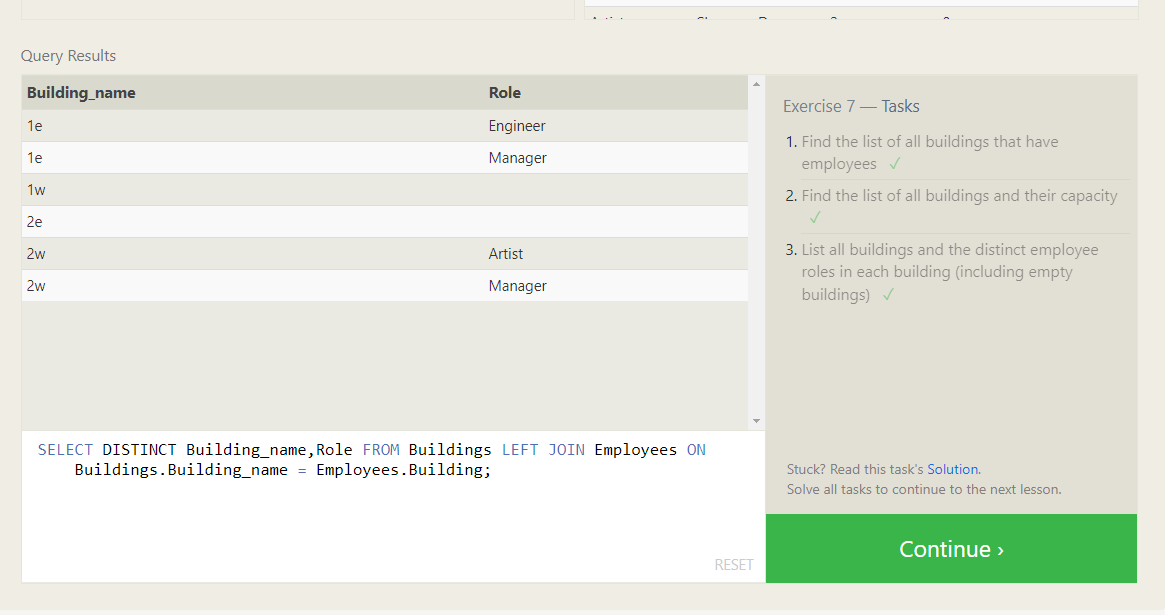 Query Results
Building_name Role
1e Engineer
1e Manager
1w
2e
2w Artist
2w Manager
SELECT DISTINCT Building_name,Role FROM Buildings LEFT JOIN Employees ON
Buildings.Building_name = Employees.Building;
RESET
Exercise 7 — Tasks
1. Find the list of all buildings that have
employees ✓
2. Find the list of all buildings and their capacity
✓
3. List all buildings and the distinct employee
roles in each building (including empty
buildings) ✓
Stuck? Read this task's Solution.
Solve all tasks to continue to the next lesson.
Continue ›